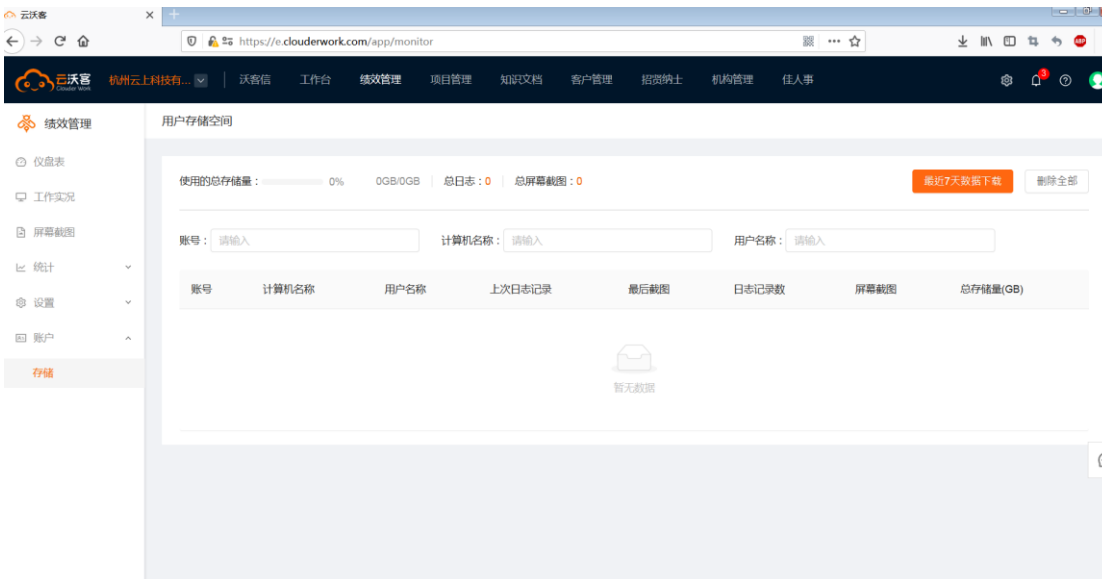 云沃客
https://e.clouderwork.com/app/monitor
ABP
云沃客 Clouder Work 杭州云上科技有... 沃客信 工作台 绩效管理 项目管理 知识文档 客户管理 招贤纳士 机构管理 佳人事 3
绩效管理
用户存储空间
仪盘表
工作实况
屏幕截图
统计
设置
账户
存储
使用的总存储量: 0% 0GB/0GB 总日志:0 总屏幕截图:0 最近7天数据下载 删除全部
账号: 请输入 计算机名称: 请输入 用户名称: 请输入
账号 计算机名称 用户名称 上次日志记录 最后截图 日志记录数 屏幕截图 总存储量(GB)
暂无数据